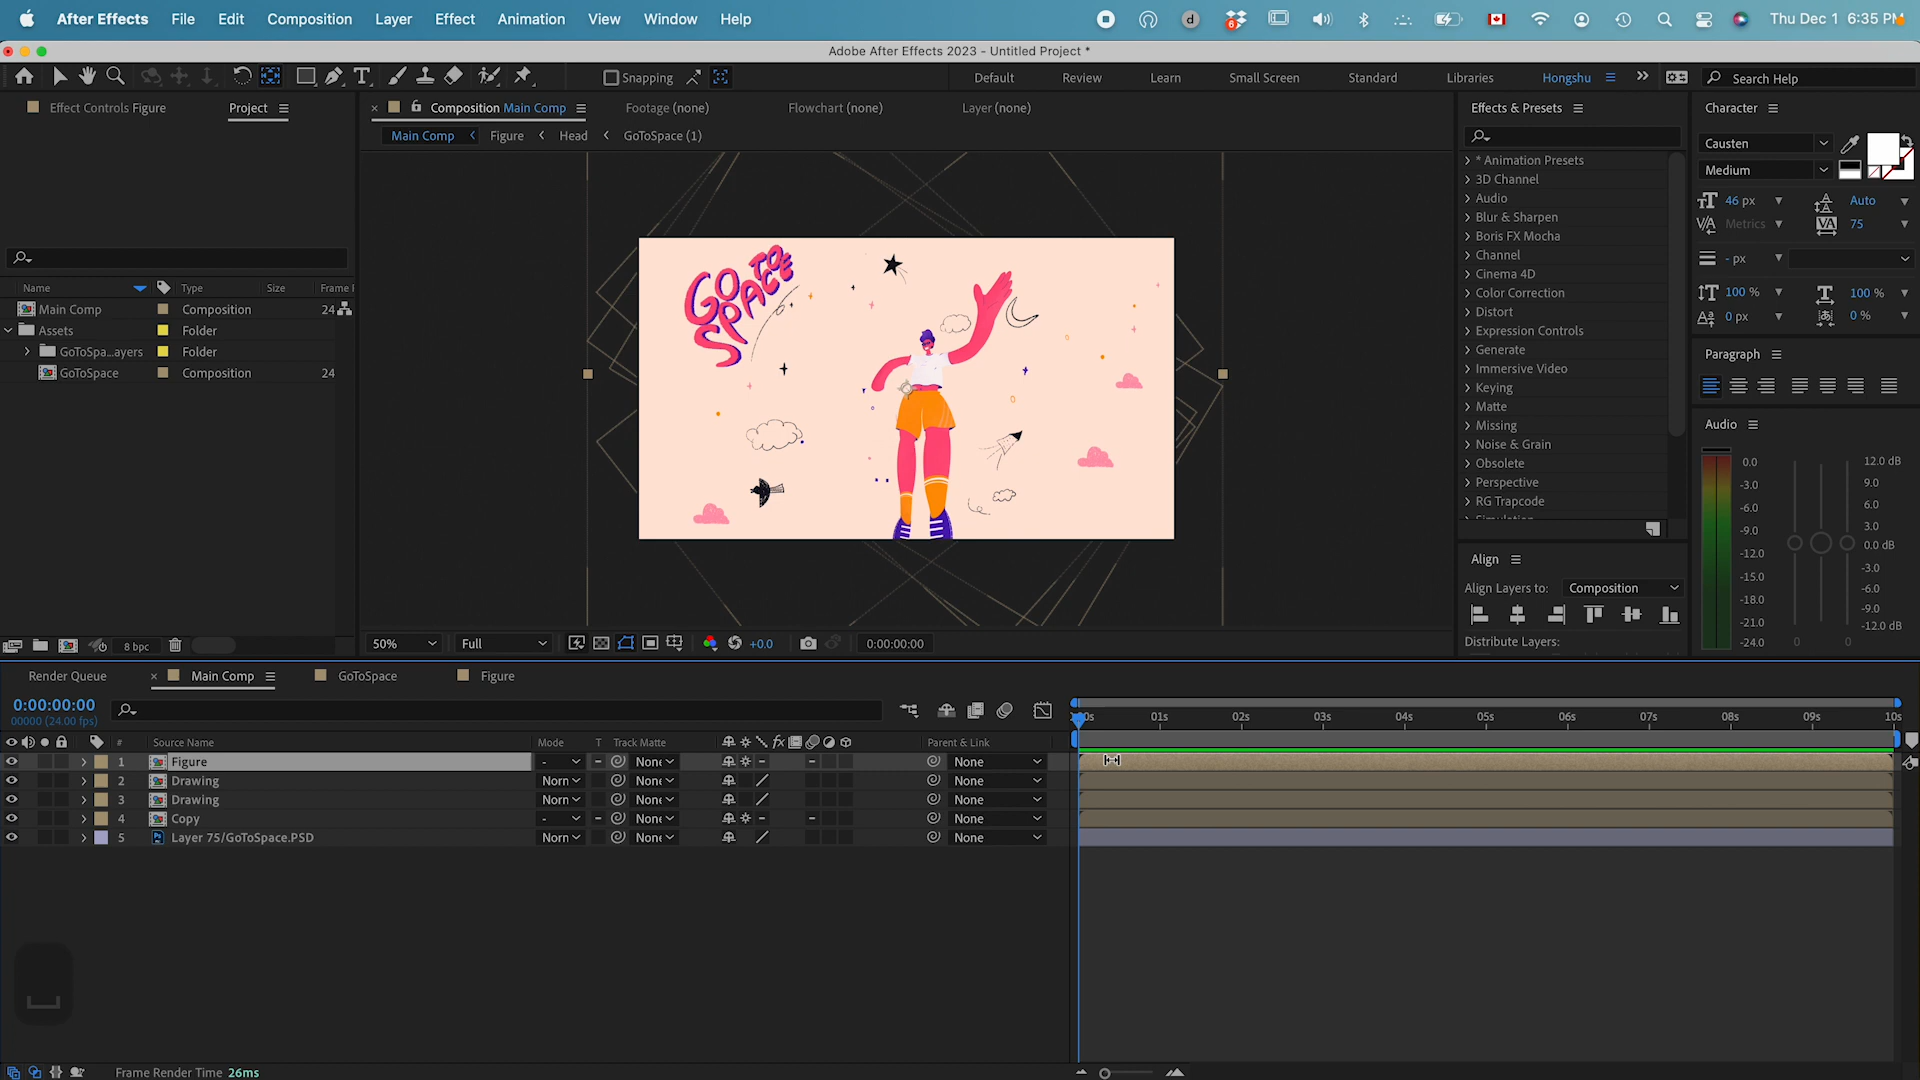 After Effects File Edit Composition Layer Effect Animation View Window Help
Thu Dec 1 6:35 PM
Adobe After Effects 2023 - Untitled Project *
Snapping
Default Review Learn Small Screen Standard Libraries Hongshu
Search Help
Effect Controls Figure Project
Composition Main Comp Footage (none) Flowchart (none) Layer (none)
Main Comp Figure Head GoToSpace (1)
Name Type Size Frame
Main Comp Composition 24
Assets Folder
GoToSpa...ayers Folder
GoToSpace Composition 24
8 bpc
GO TO SPACE
50% Full +0.0 0:00:00:00
Effects & Presets
* Animation Presets
3D Channel
Audio
Blur & Sharpen
Boris FX Mocha
Channel
Cinema 4D
Color Correction
Distort
Expression Controls
Generate
Immersive Video
Keying
Matte
Missing
Noise & Grain
Obsolete
Perspective
RG Trapcode
Align
Align Layers to: Composition
Distribute Layers:
Character
Causten
Medium
46 px Auto
Metrics 75
- px
100 % 100 %
0 px 0 %
Paragraph
Audio
0.0
-3.0
-6.0
-9.0
-12.0
-15.0
-18.0
-21.0
-24.0
12.0 dB
9.0
6.0
3.0
0.0 dB
-3.0
-6.0
-9.0
-12.0 dB
0 0
Render Queue Main Comp GoToSpace Figure
0:00:00:00
00000 (24.00 fps)
01s 02s 03s 04s 05s 06s 07s 08s 09s 10s
# Source Name Mode T Track Matte Parent & Link
1 Figure - None None
2 Drawing Norn None None
3 Drawing Norn None None
4 Copy - None None
5 Layer 75/GoToSpace.PSD Norn None None
Frame Render Time 26ms